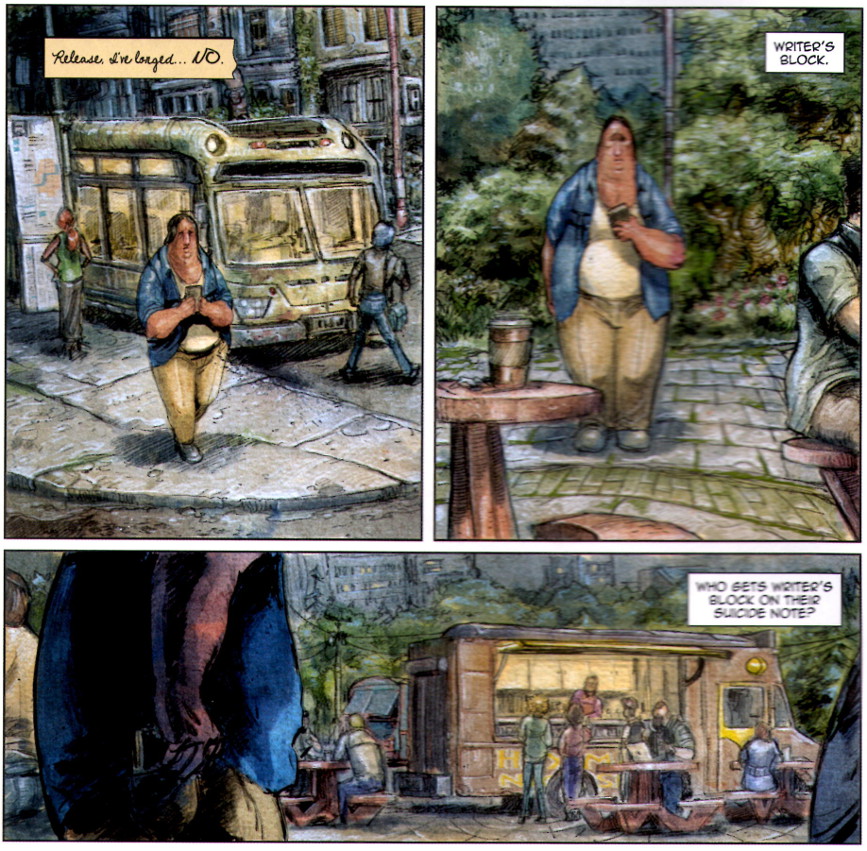 Release, I've longed... NO.
WRITER'S
BLOCK.
WHO GETS WRITER'S
BLOCK ON THEIR
SUICIDE NOTE?